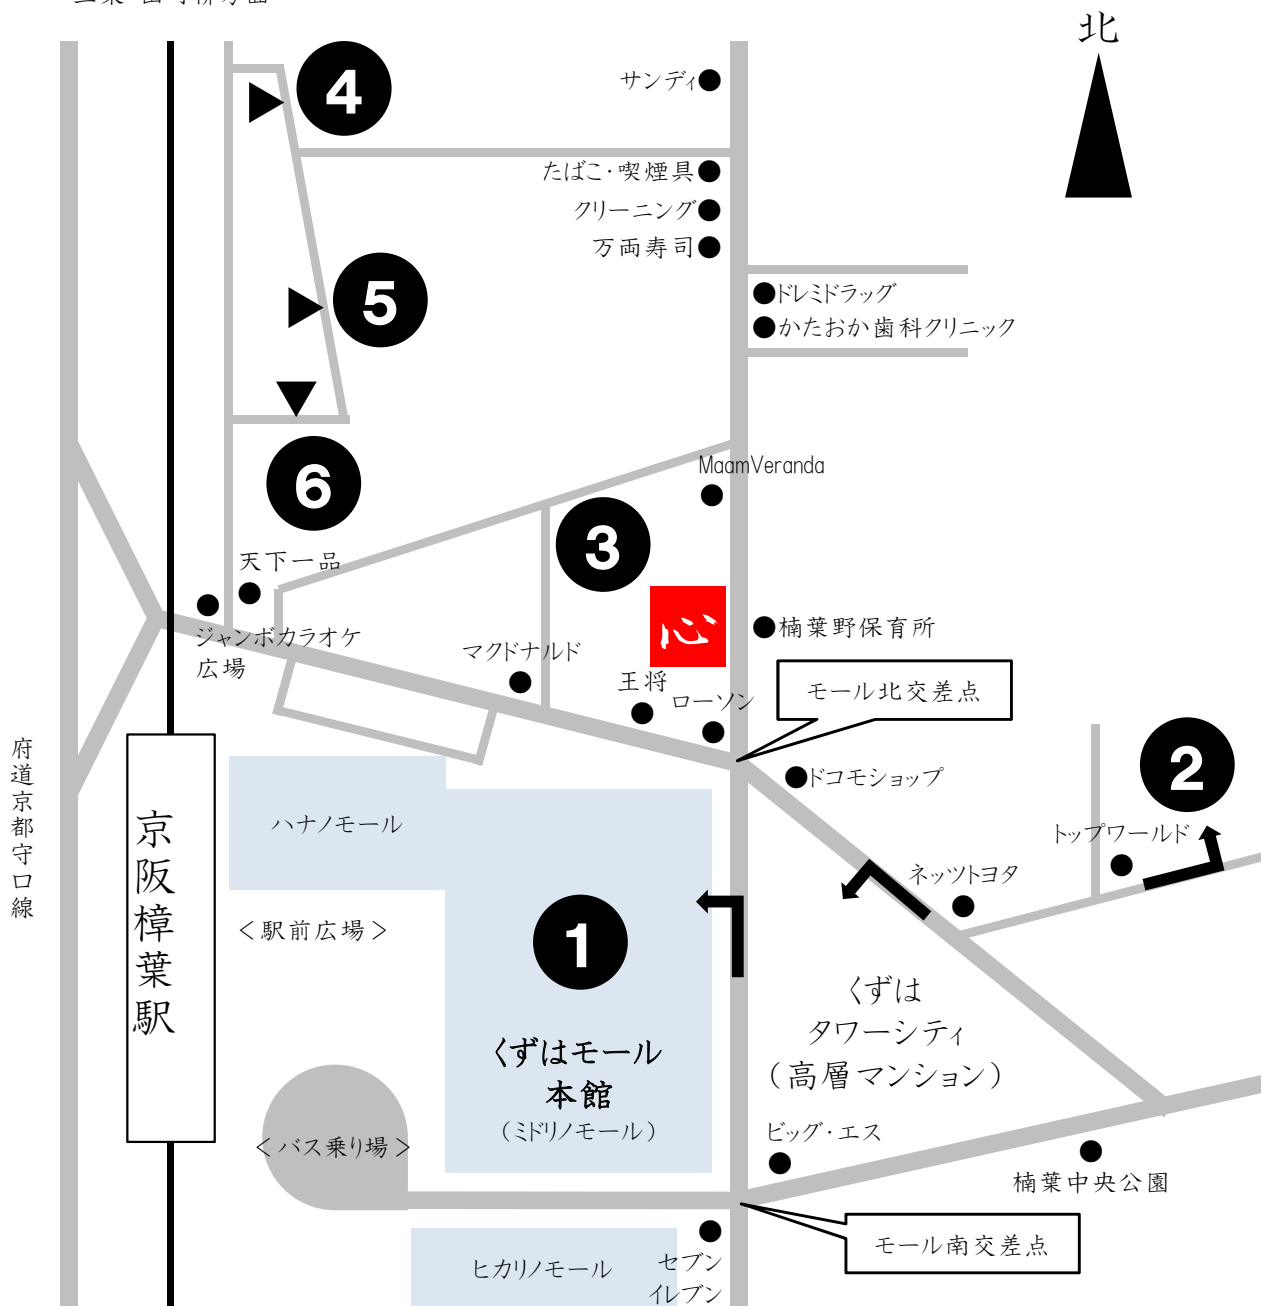 北
4
サンディ
たばこ・喫煙具
クリーニング
万両寿司
5
ドレミドラッグ
かたおか歯科クリニック
6
MaamVeranda
3
天下一品
ジャンボカラオケ
広場
マクドナルド
心
楠葉野保育所
王将
ローソン
モール北交差点
府道京都守口線
京阪樟葉駅
ハナノモール
ドコモショップ
2
トップワールド
ネッツトヨタ
<駅前広場>
1
くずはモール
本館
(ミドリノモール)
くずは
タワーシティ
(高層マンション)
<バス乗り場>
ビッグ・エス
楠葉中央公園
モール南交差点
ヒカリノモール
セブン
イレブン